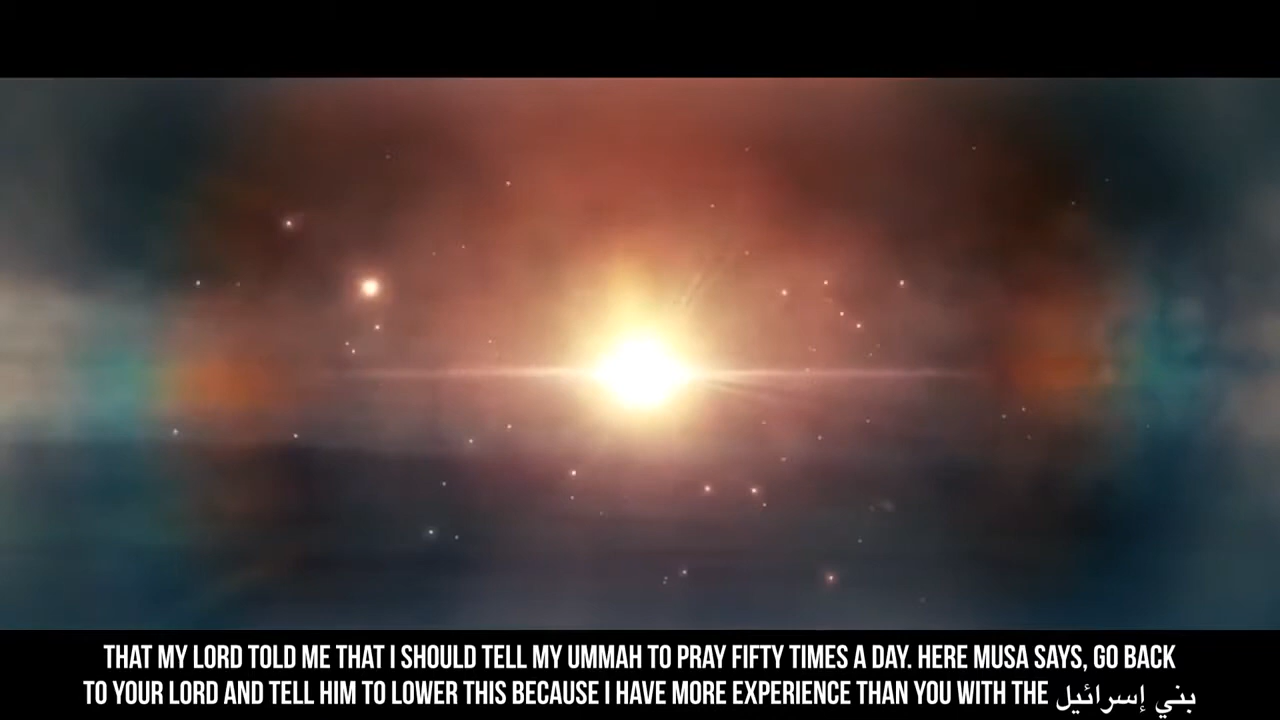 THAT MY LORD TOLD ME THAT I SHOULD TELL MY UMMAH TO PRAY FIFTY TIMES A DAY. HERE MUSA SAYS, GO BACK
TO YOUR LORD AND TELL HIM TO LOWER THIS BECAUSE I HAVE MORE EXPERIENCE THAN YOU WITH THE بني إسرائيل